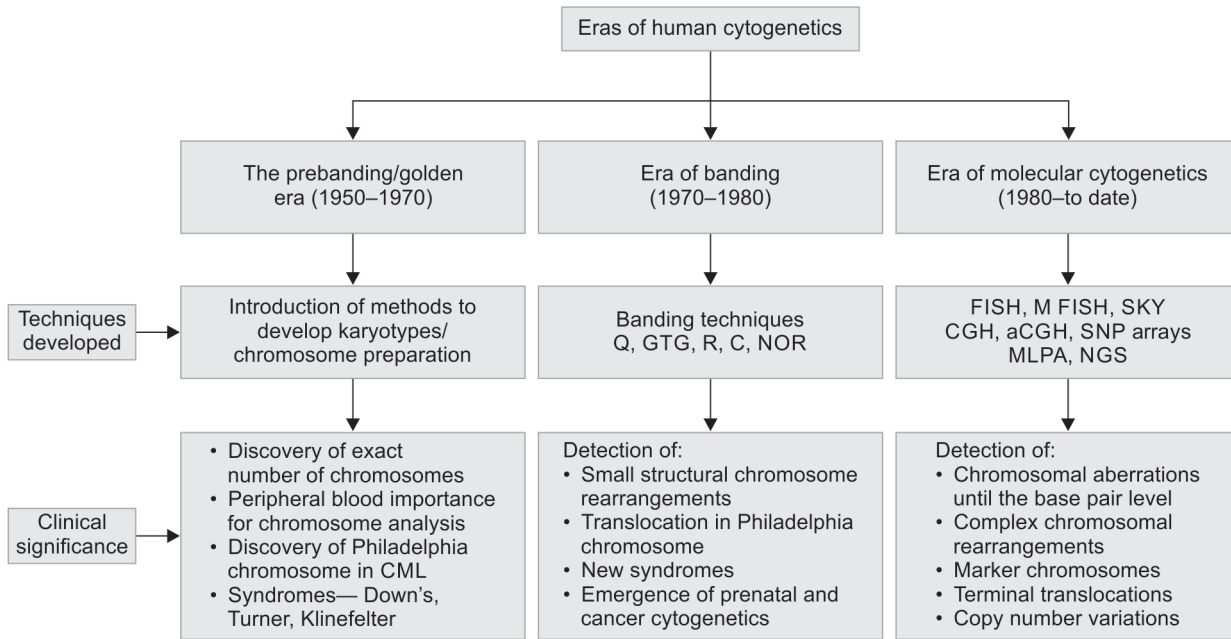 Eras of human cytogenetics
The prebanding/golden
era (1950–1970)
Era of banding
(1970–1980)
Era of molecular cytogenetics
(1980–to date)
Techniques
developed
Introduction of methods to
develop karyotypes/
chromosome preparation
Banding techniques
Q, GTG, R, C, NOR
FISH, M FISH, SKY
CGH, aCGH, SNP arrays
MLPA, NGS
Clinical
significance
• Discovery of exact
number of chromosomes
• Peripheral blood importance
for chromosome analysis
• Discovery of Philadelphia
chromosome in CML
• Syndromes— Down's,
Turner, Klinefelter
Detection of:
• Small structural chromosome
rearrangements
• Translocation in Philadelphia
chromosome
• New syndromes
• Emergence of prenatal and
cancer cytogenetics
Detection of:
• Chromosomal aberrations
until the base pair level
• Complex chromosomal
rearrangements
• Marker chromosomes
• Terminal translocations
• Copy number variations